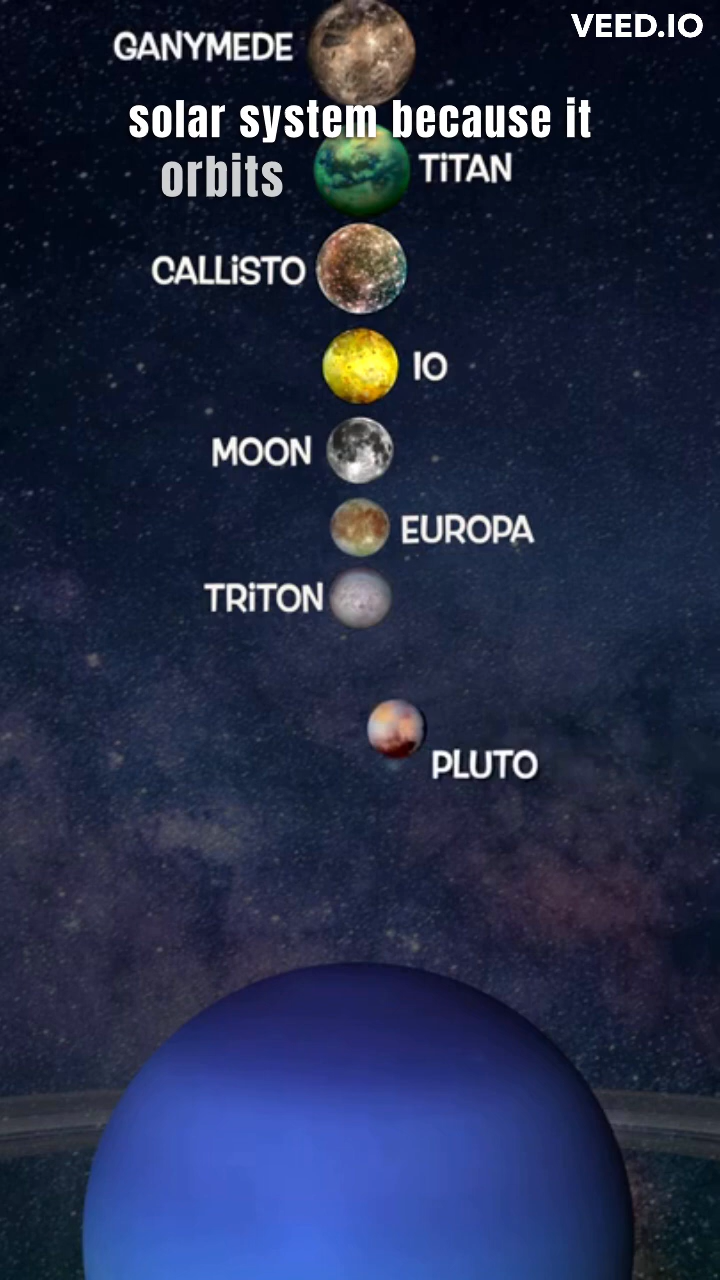 VEED.IO
GANYMEDE
solar system because it
orbits
TiTAN
CALLiSTO
IO
MOON
EUROPA
TRiTON
PLUTO